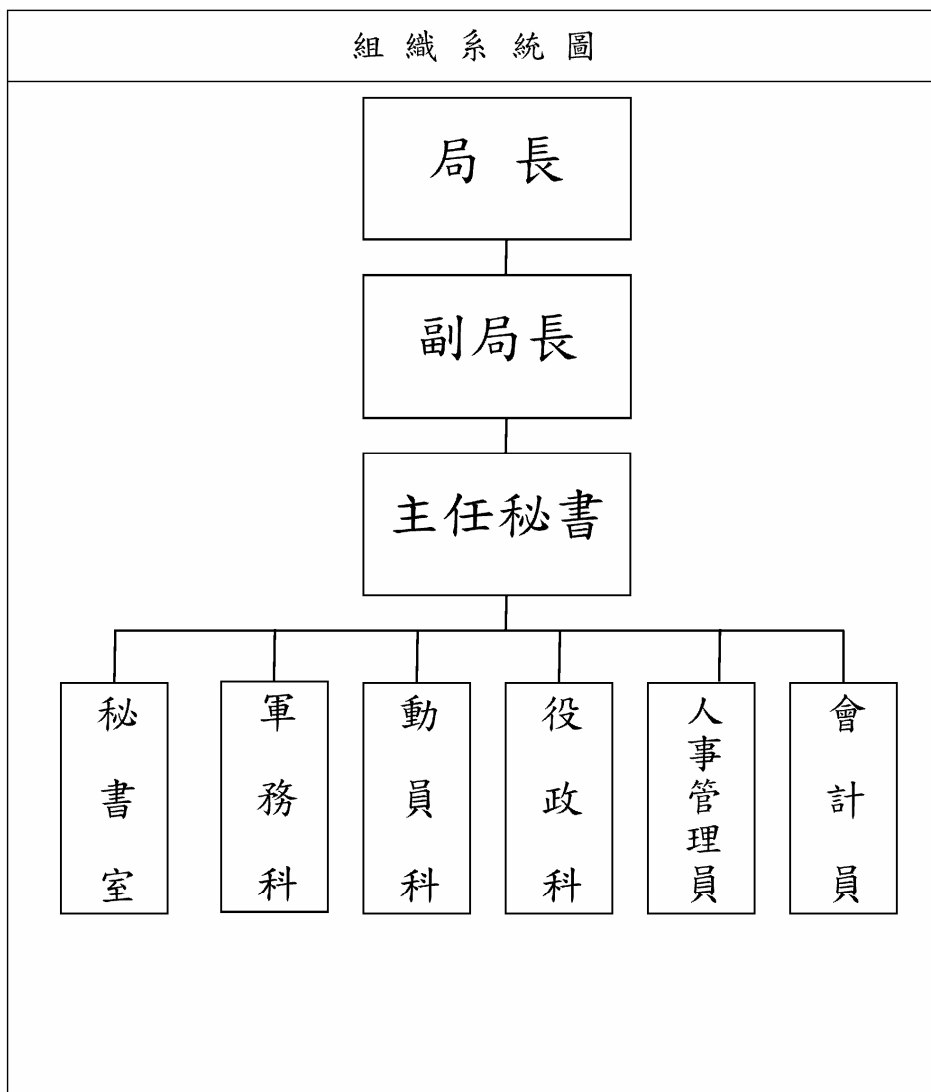 組織系統圖
局長
副局長
主任秘書
秘書室
軍務科
動員科
役政科
人事管理員
會計員